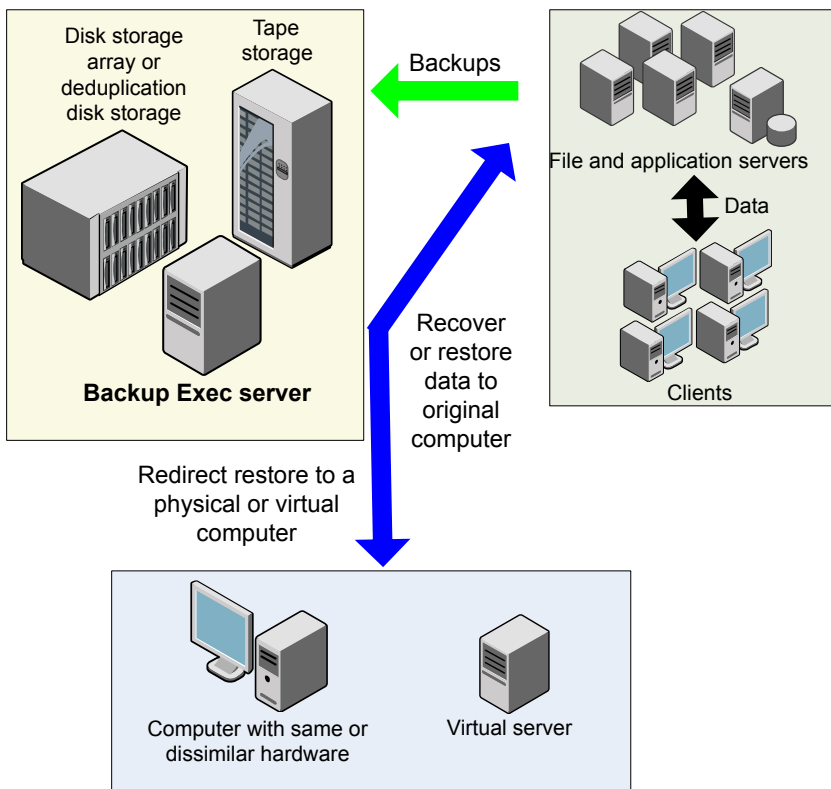 Disk storage
array or
deduplication
disk storage
Tape
storage
Backup Exec server
Backups
File and application servers
Data
Clients
Recover
or restore
data to
original
computer
Redirect restore to a
physical or virtual
computer
Computer with same or
dissimilar hardware
Virtual server